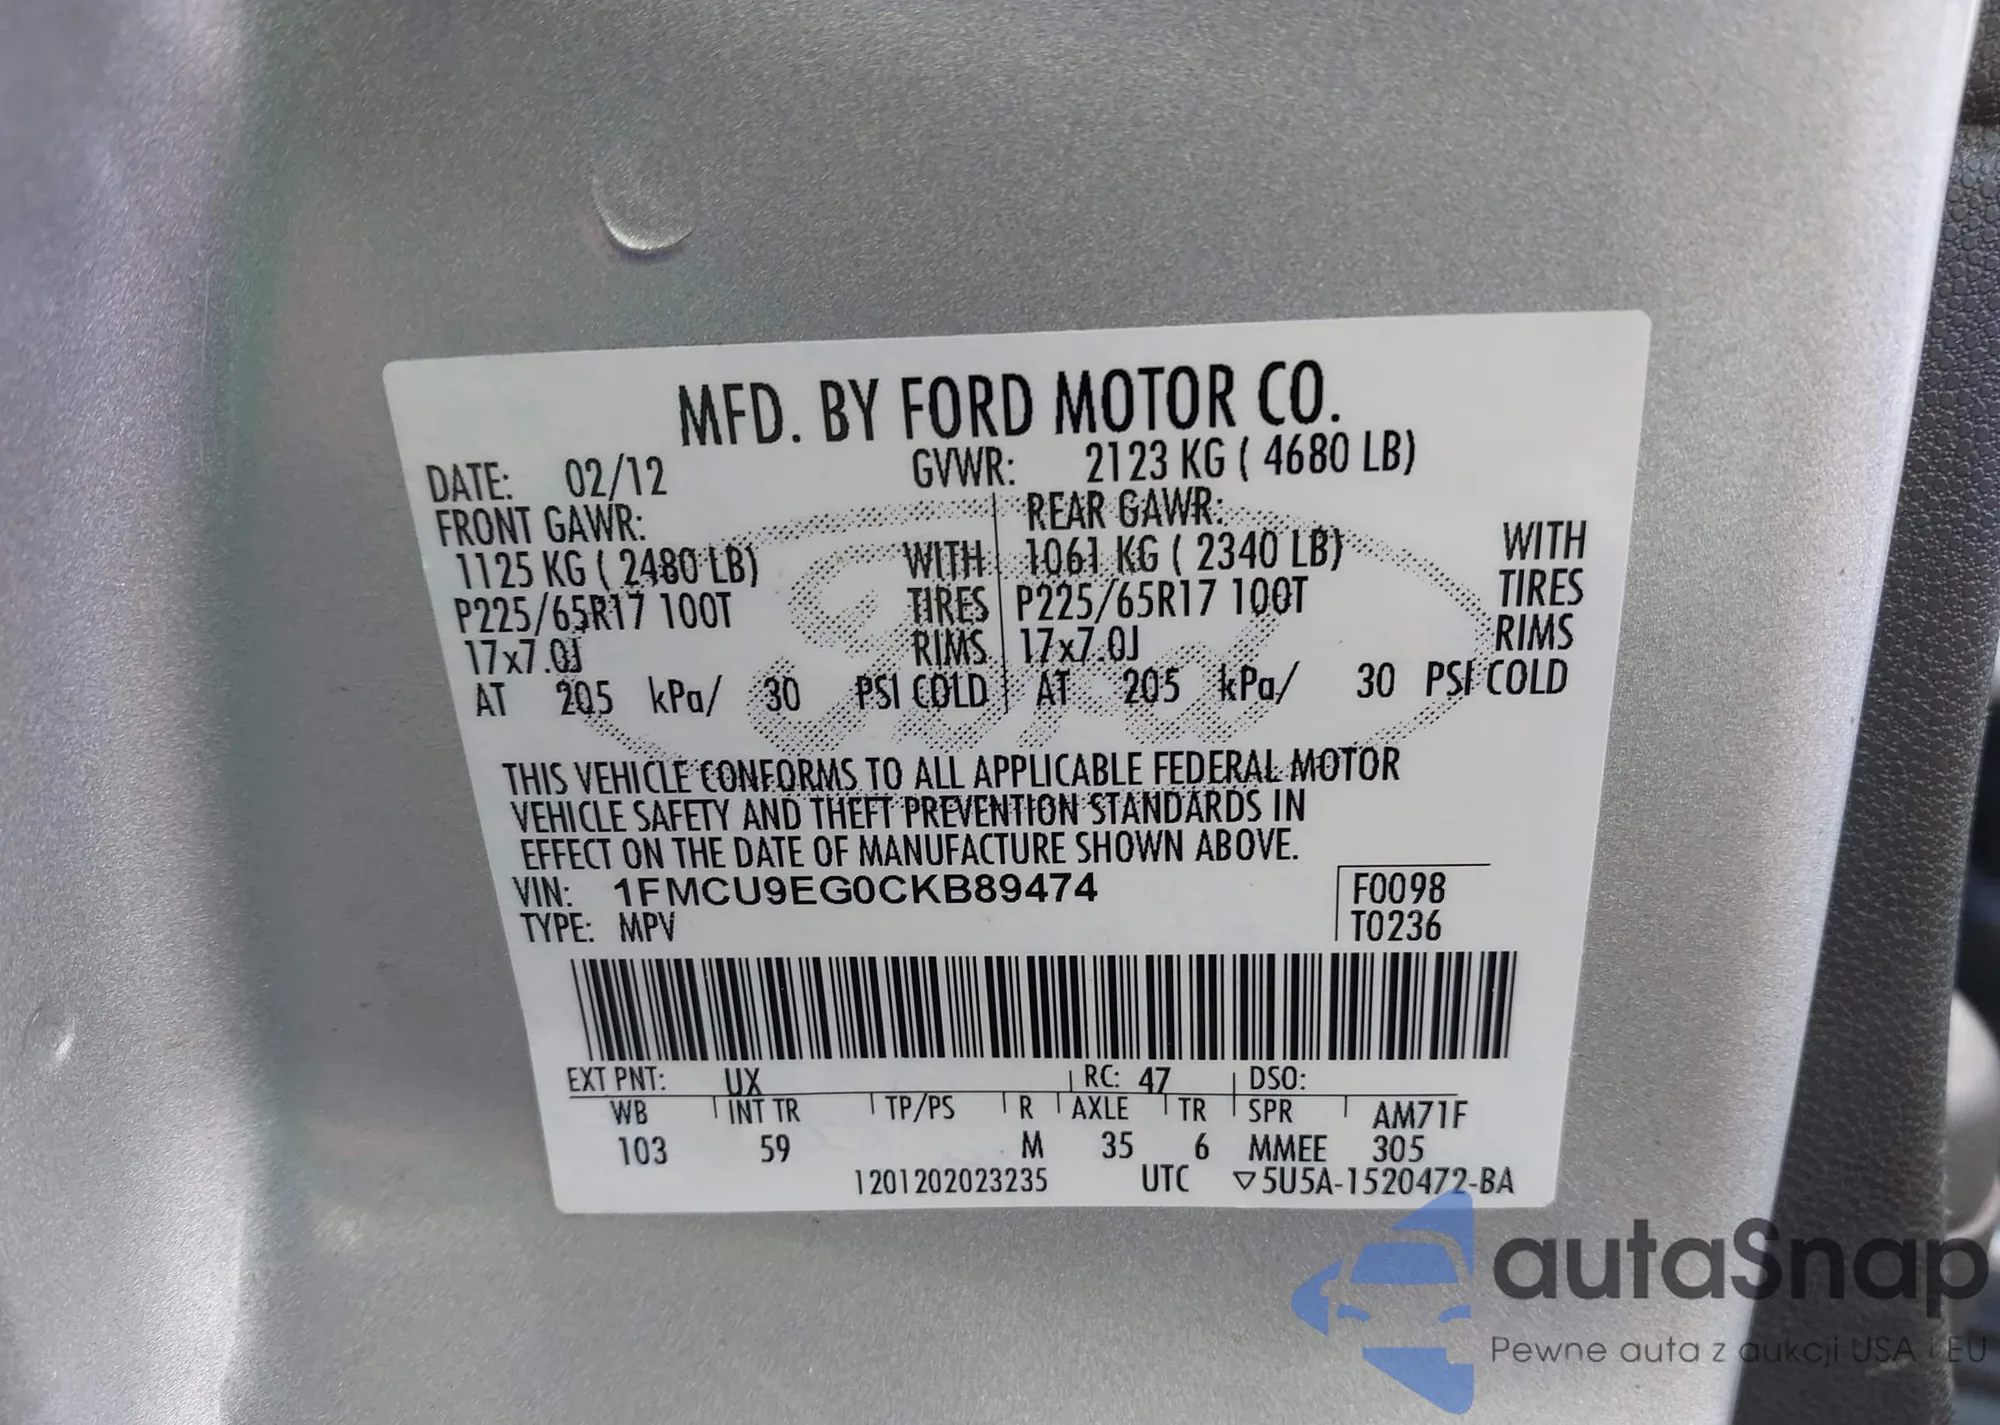 MFD. BY FORD MOTOR CO.
DATE: 02/12 GVWR: 2123 KG ( 4680 LB)
FRONT GAWR: REAR GAWR:
1125 KG ( 2480 LB) WITH 1061 KG ( 2340 LB) WITH
P225/65R17 100T TIRES P225/65R17 100T TIRES
17x7.0J RIMS 17x7.0J RIMS
AT 205 kPa/ 30 PSI COLD AT 205 kPa/ 30 PSI COLD
THIS VEHICLE CONFORMS TO ALL APPLICABLE FEDERAL MOTOR
VEHICLE SAFETY AND THEFT PREVENTION STANDARDS IN
EFFECT ON THE DATE OF MANUFACTURE SHOWN ABOVE.
VIN: 1FMCU9EG0CKB89474 F0098
TYPE: MPV T0236
EXT PNT: UX RC: 47 DSO:
WB INT TR TP/PS R AXLE TR SPR AM71F
103 59 M 35 6 MMEE 305
1201202023235 UTC ▽5U5A-1520472-BA
autaSnap
Pewne auta z aukcji USA i EU